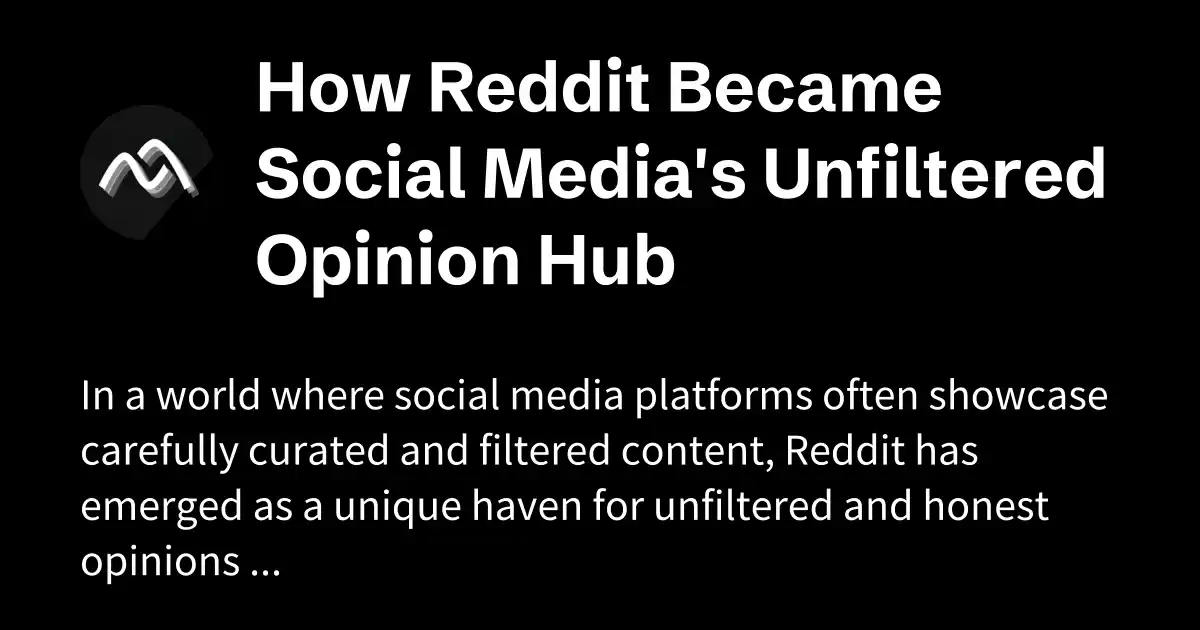 How Reddit Became
Social Media's Unfiltered
Opinion Hub
In a world where social media platforms often showcase
carefully curated and filtered content, Reddit has
emerged as a unique haven for unfiltered and honest
opinions ...